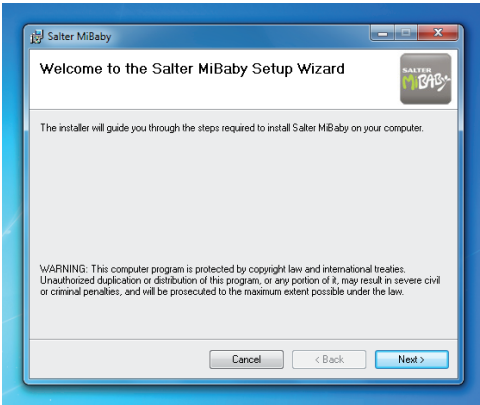 Salter MiBaby
Welcome to the Salter MiBaby Setup Wizard
SALTER
MiBABY
The installer will guide you through the steps required to install Salter MiBaby on your computer.
WARNING: This computer program is protected by copyright law and international treaties.
Unauthorized duplication or distribution of this program, or any portion of it, may result in severe civil
or criminal penalties, and will be prosecuted to the maximum extent possible under the law.
Cancel
< Back
Next >